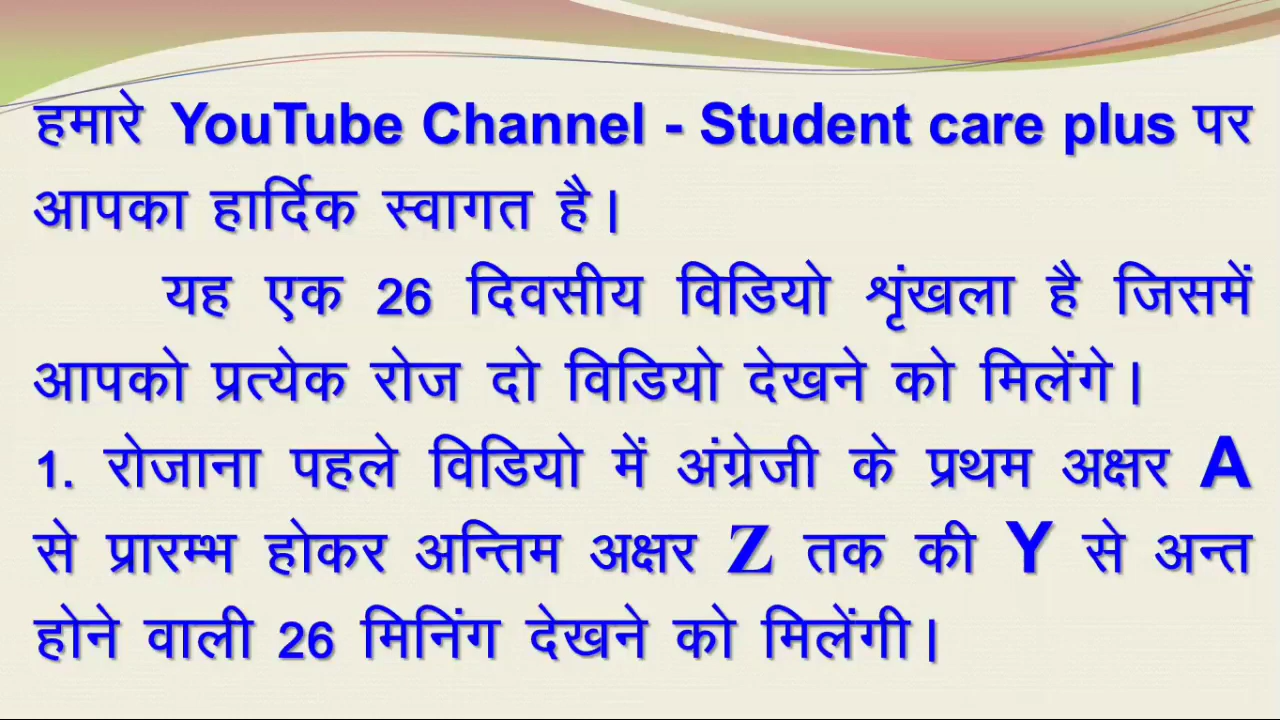 हमारे YouTube Channel - Student care plus पर
आपका हार्दिक स्वागत है।
यह एक 26 दिवसीय विडियो शृंखला है जिसमें
आपको प्रत्येक रोज दो विडियो देखने को मिलेंगे।
1. रोजाना पहले विडियो में अंग्रेजी के प्रथम अक्षर A
से प्रारम्भ होकर अन्तिम अक्षर Z तक की Y से अन्त
होने वाली 26 मिनिंग देखने को मिलेंगी।